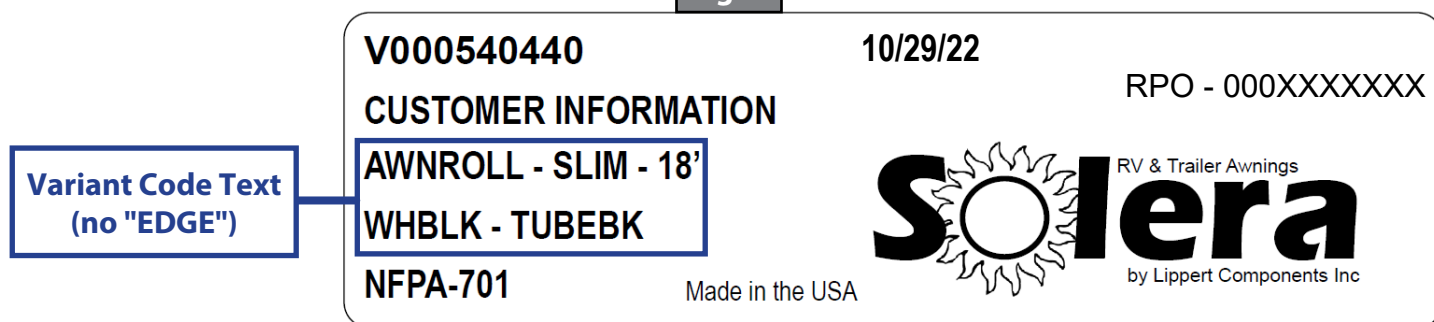 V000540440
10/29/22
RPO - 000XXXXXXX
CUSTOMER INFORMATION
Variant Code Text
(no "EDGE")
AWNROLL - SLIM - 18'
WHBLK - TUBEBK
NFPA-701
Made in the USA
RV & Trailer Awnings
Solera
by Lippert Components Inc